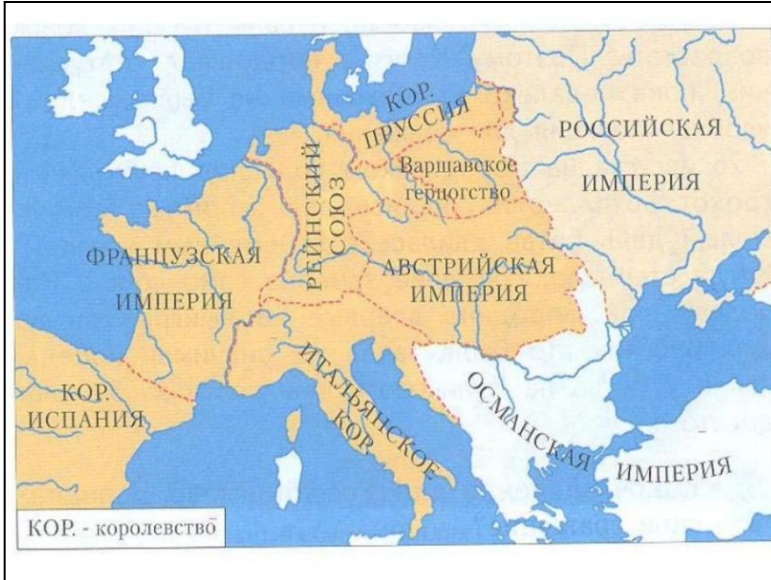 КОР.
ПРУССИЯ
РОССИЙСКАЯ
ИМПЕРИЯ
Варшавское
герцогство
РЕЙНСКИЙ
СОЮЗ
ФРАНЦУЗСКАЯ
ИМПЕРИЯ
АВСТРИЙСКАЯ
ИМПЕРИЯ
КОР.
ИСПАНИЯ
ИТАЛЬЯНСКОЕ
КОР.
ОСМАНСКАЯ
ИМПЕРИЯ
КОР. - королевство